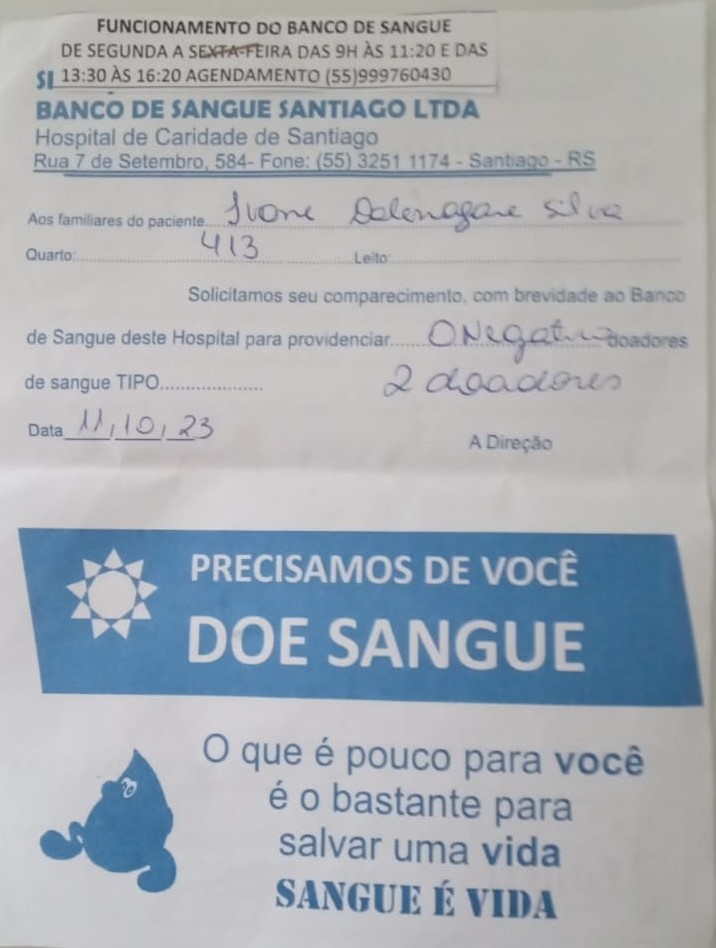 FUNCIONAMENTO DO BANCO DE SANGUE
DE SEGUNDA A SEXTA-FEIRA DAS 9H ÀS 11:20 E DAS
SI 13:30 ÀS 16:20 AGENDAMENTO (55)999760430
BANCO DE SANGUE SANTIAGO LTDA
Hospital de Caridade de Santiago
Rua 7 de Setembro, 584- Fone: (55) 3251 1174 - Santiago - RS
Aos familiares do paciente Ivone Silva
Quarto: 413 Leito:
Solicitamos seu comparecimento, com brevidade ao Banco
de Sangue deste Hospital para providenciar...... O Negativo doadores
de sangue TIPO.................... 2 doadores
Data 11, 10, 23
A Direção
PRECISAMOS DE VOCÊ
DOE SANGUE
O que é pouco para você
é o bastante para
salvar uma vida
SANGUE É VIDA